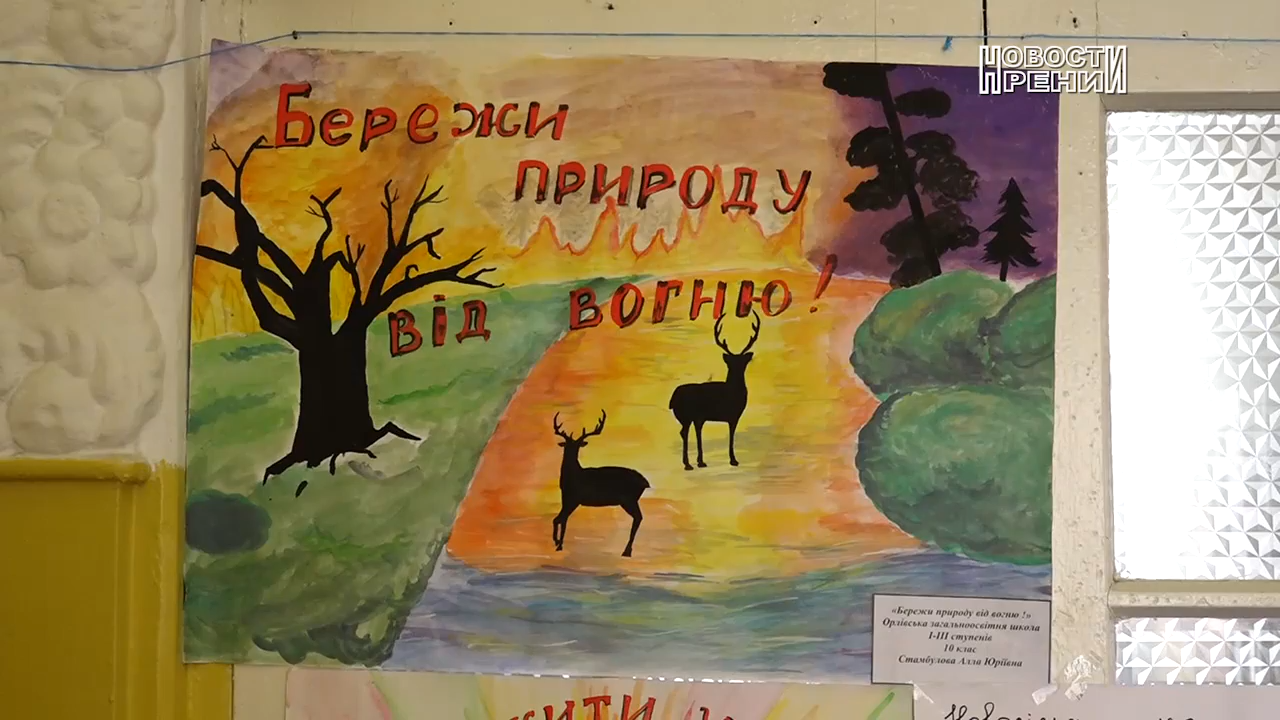 НОВОСТИ
РЕНИ
Бережи
природу
від вогню!
«Бережи природу від вогню !»
Орлівська загальноосвітня школа
І-ІІІ ступенів
10 клас
Стамбулова Алла Юріївна